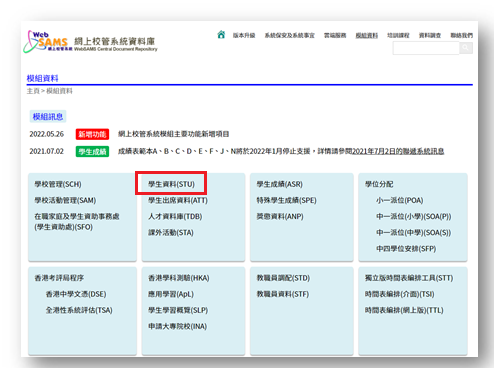 WebSAMS 網上校管系統資料庫
網上校管系統 WebSAMS Central Document Repository
版本升級 系統保安及系統事宜 雲端服務 模組資料 培訓課程 資料調查 聯絡我們
模組資料
主頁 > 模組資料
模組訊息
2022.05.26 新增功能 網上校管系統模組主要功能新增項目
2021.07.02 學生成績 成績表範本A、B、C、D、E、F、J、N將於2022年1月停止支援，詳情請參閱2021年7月2日的聯遞系統訊息
學校管理(SCH)
學校活動管理(SAM)
在職家庭及學生資助事務處
(學生資助處)(SFO)
學生資料(STU)
學生出席資料(ATT)
人才資料庫(TDB)
課外活動(STA)
學生成績(ASR)
特殊學生成績(SPE)
獎懲資料(ANP)
學位分配
小一派位(POA)
中一派位(小學)(SOA(P))
中一派位(中學)(SOA(S))
中四學位安排(SFP)
香港考評局程序
香港中學文憑(DSE)
全港性系統評估(TSA)
香港學科測驗(HKA)
應用學習(ApL)
學生學習概覽(SLP)
申請大專院校(INA)
教職員調配(STD)
教職員資料(STF)
獨立版時間表編排工具(STT)
時間表編排(介面)(TSI)
時間表編排(網上版)(TTL)